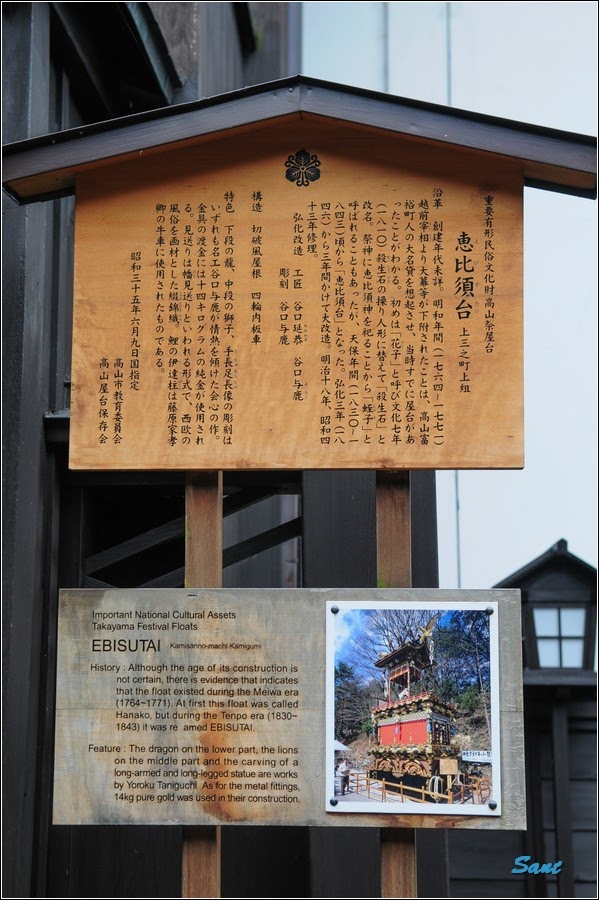 重要有形民俗文化財高山祭屋台
恵比須台 上三之町上組
沿革 創建年代未詳。明和年間(一七六四—一七七一)
越前宰相より大幕等が下附されたことは、高山富
裕町人の大名貸を想起させ、当時すでに屋台があ
ったことがわかる。初めは「花子」と呼び文化七年
(一八一〇)殺生石の操り人形に替えて「殺生石」と
改名。祭神に恵比須神を祀ることから「蛭子」と
呼ばれることもあったが、天保年間(一八三〇—一
八四三)頃から「恵比須台」となった。弘化三年(一八
四六)から三年間かけて大改造。明治十八年、昭和四
十三年修理。
弘化改造 工匠 谷口延恭 谷口与鹿
彫刻 谷口与鹿
構造 切破風屋根 四輪内板車
特色 下段の龍、中段の獅子、手長足長像の彫刻は
いずれも名工谷口与鹿が情熱を傾けた会心の作。
金具の渡金には十四キログラムの純金が使用され
る。見送りは幡見送りといわれる形式で、西欧の
風俗を画材とした綴錦織。鯉の伊達柱は藤原家孝
卿の牛車に使用されたものである。
昭和三十五年六月九日国指定
高山市教育委員会
高山屋台保存会
Important National Cultural Assets
Takayama Festival Floats
EBISUTAI Kamisanno-machi Kamigumi
History : Although the age of its construction is
not certain, there is evidence that indicates
that the float existed during the Meiwa era
(1764~1771). At first this float was called
Hanako, but during the Tenpo era (1830~
1843) it was re amed EBISUTAI.
Feature : The dragon on the lower part, the lions
on the middle part and the carving of a
long-armed and long-legged statue are works
by Yoroku Taniguchi As for the metal fittings,
14kg pure gold was used in their construction.
Sant